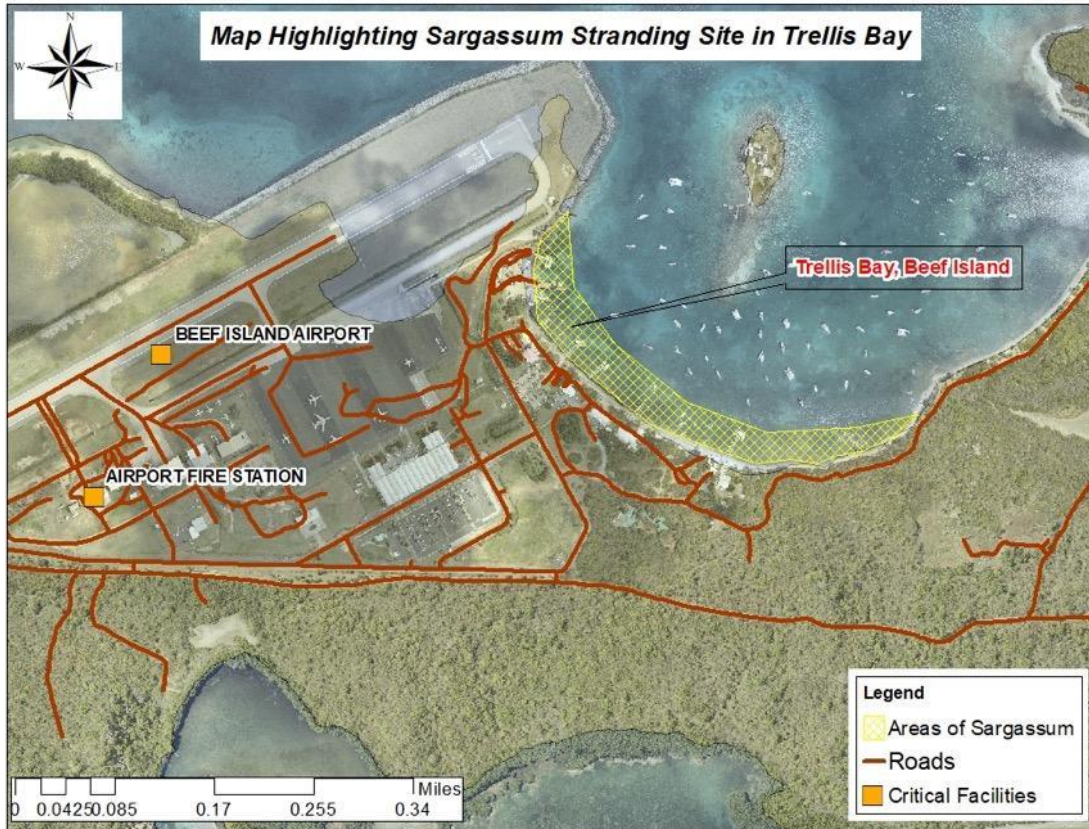 Map Highlighting Sargassum Stranding Site in Trellis Bay
N
W
E
S
Trellis Bay, Beef Island
BEEF ISLAND AIRPORT
AIRPORT FIRE STATION
Legend
Areas of Sargassum
Roads
Critical Facilities
Miles
0 0.0425 0.085 0.17 0.255 0.34